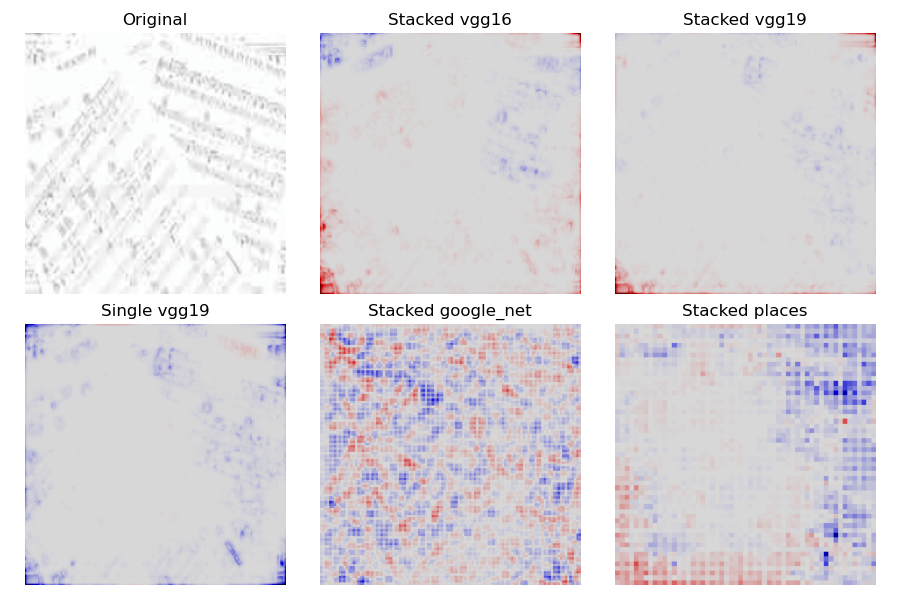 Original
Stacked vgg16
Stacked vgg19
Single vgg19
Stacked google_net
Stacked places